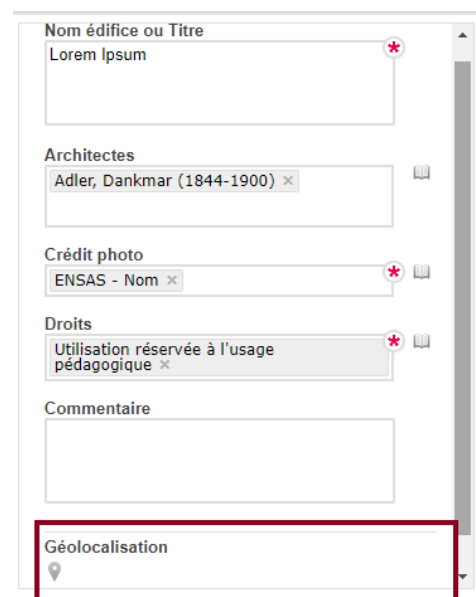 Nom édifice ou Titre
Lorem Ipsum
Architectes
Adler, Dankmar (1844-1900) ×
Crédit photo
ENSAS - Nom ×
Droits
Utilisation réservée à l'usage
pédagogique ×
Commentaire
Géolocalisation